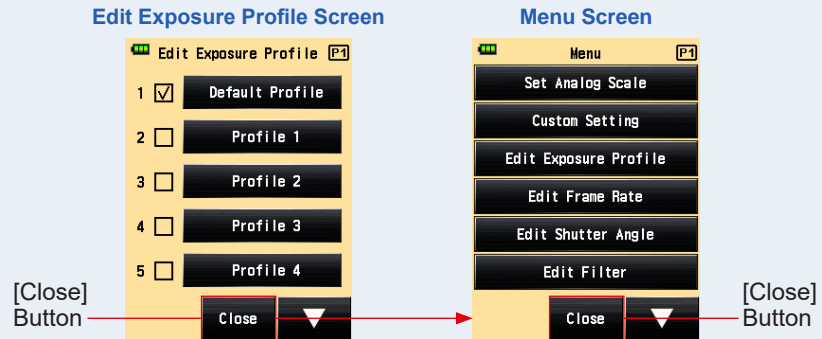 Edit Exposure Profile Screen
Edit Exposure Profile P1
1 Default Profile
2 Profile 1
3 Profile 2
4 Profile 3
5 Profile 4
Close
[Close]
Button
Menu Screen
Menu P1
Set Analog Scale
Custom Setting
Edit Exposure Profile
Edit Frame Rate
Edit Shutter Angle
Edit Filter
Close
[Close]
Button